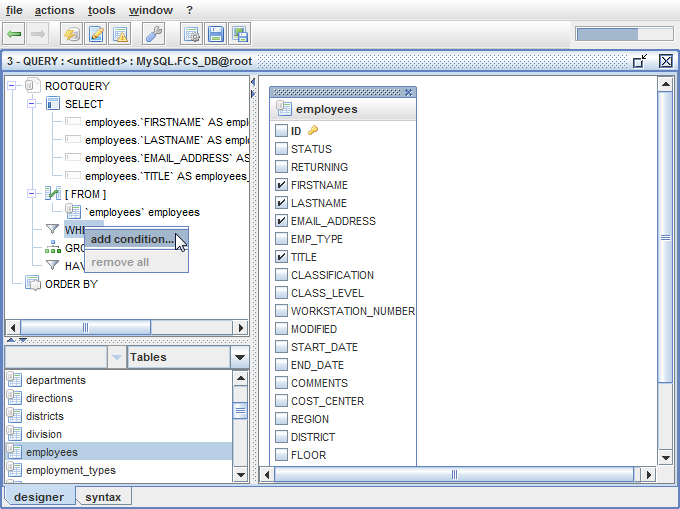 file actions tools window ?
3 - QUERY : <untitled1> : MySQL.FCS_DB@root
ROOTQUERY
SELECT
employees.`FIRSTNAME` AS empl
employees.`LASTNAME` AS emplo
employees.`EMAIL_ADDRESS` AS
employees.`TITLE` AS employees_
[ FROM ]
`employees` employees
WHE
add condition...
GRO
remove all
HAV
ORDER BY
Tables
departments
directions
districts
division
employees
employment_types
employees
ID
STATUS
RETURNING
FIRSTNAME
LASTNAME
EMAIL_ADDRESS
EMP_TYPE
TITLE
CLASSIFICATION
CLASS_LEVEL
WORKSTATION_NUMBER
MODIFIED
START_DATE
END_DATE
COMMENTS
COST_CENTER
REGION
DISTRICT
FLOOR
designer syntax